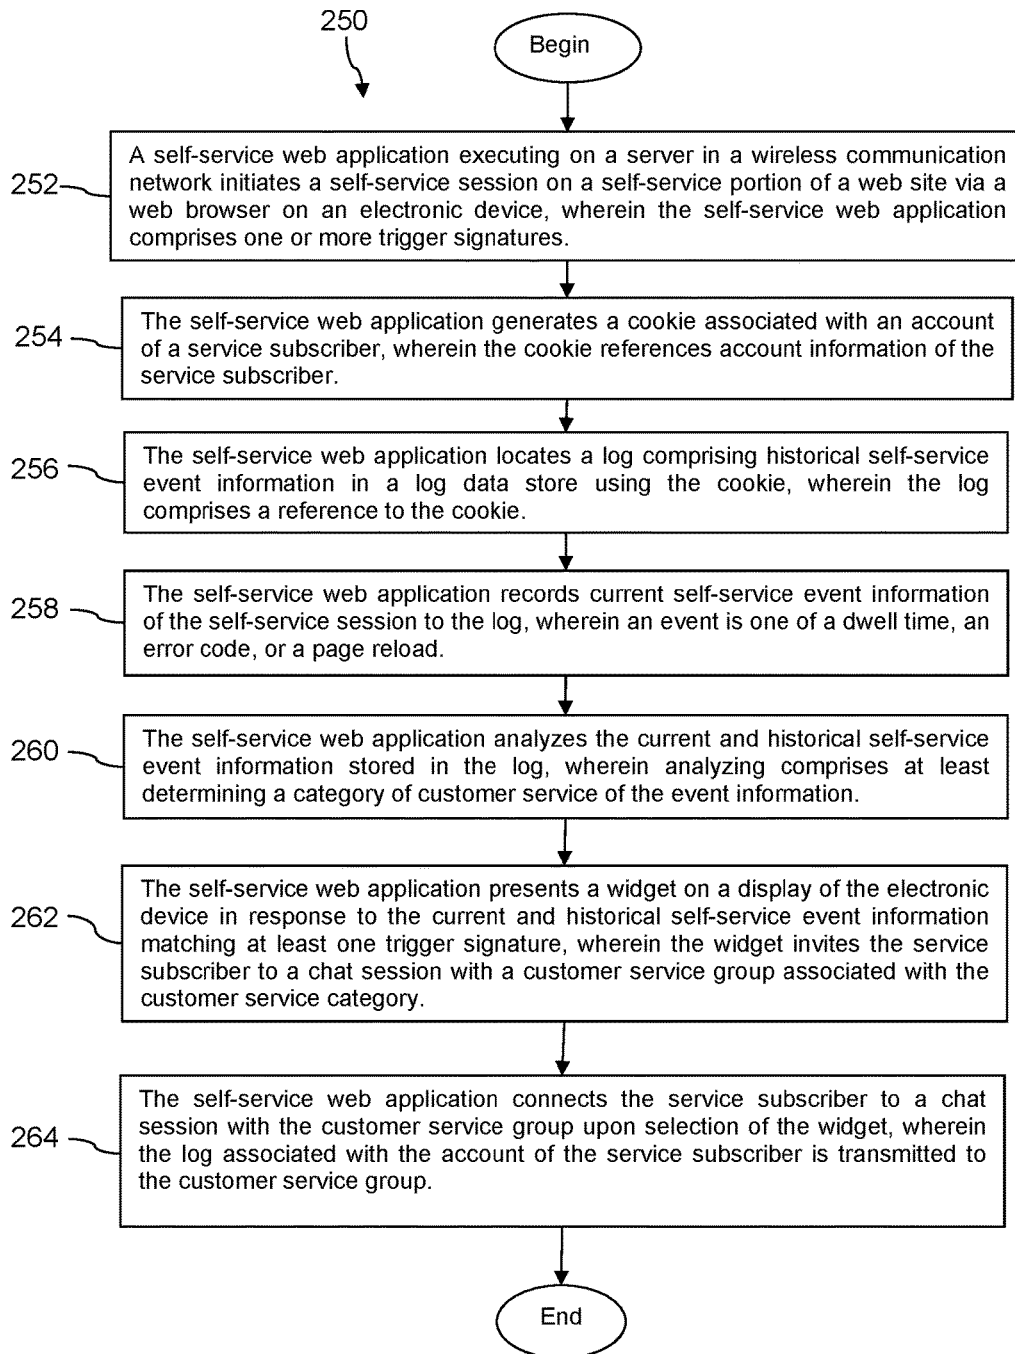 250
Begin
252
A self-service web application executing on a server in a wireless communication
network initiates a self-service session on a self-service portion of a web site via a
web browser on an electronic device, wherein the self-service web application
comprises one or more trigger signatures.
254
The self-service web application generates a cookie associated with an account
of a service subscriber, wherein the cookie references account information of the
service subscriber.
256
The self-service web application locates a log comprising historical self-service
event information in a log data store using the cookie, wherein the log
comprises a reference to the cookie.
258
The self-service web application records current self-service event information
of the self-service session to the log, wherein an event is one of a dwell time, an
error code, or a page reload.
260
The self-service web application analyzes the current and historical self-service
event information stored in the log, wherein analyzing comprises at least
determining a category of customer service of the event information.
262
The self-service web application presents a widget on a display of the electronic
device in response to the current and historical self-service event information
matching at least one trigger signature, wherein the widget invites the service
subscriber to a chat session with a customer service group associated with the
customer service category.
264
The self-service web application connects the service subscriber to a chat
session with the customer service group upon selection of the widget, wherein
the log associated with the account of the service subscriber is transmitted to
the customer service group.
End